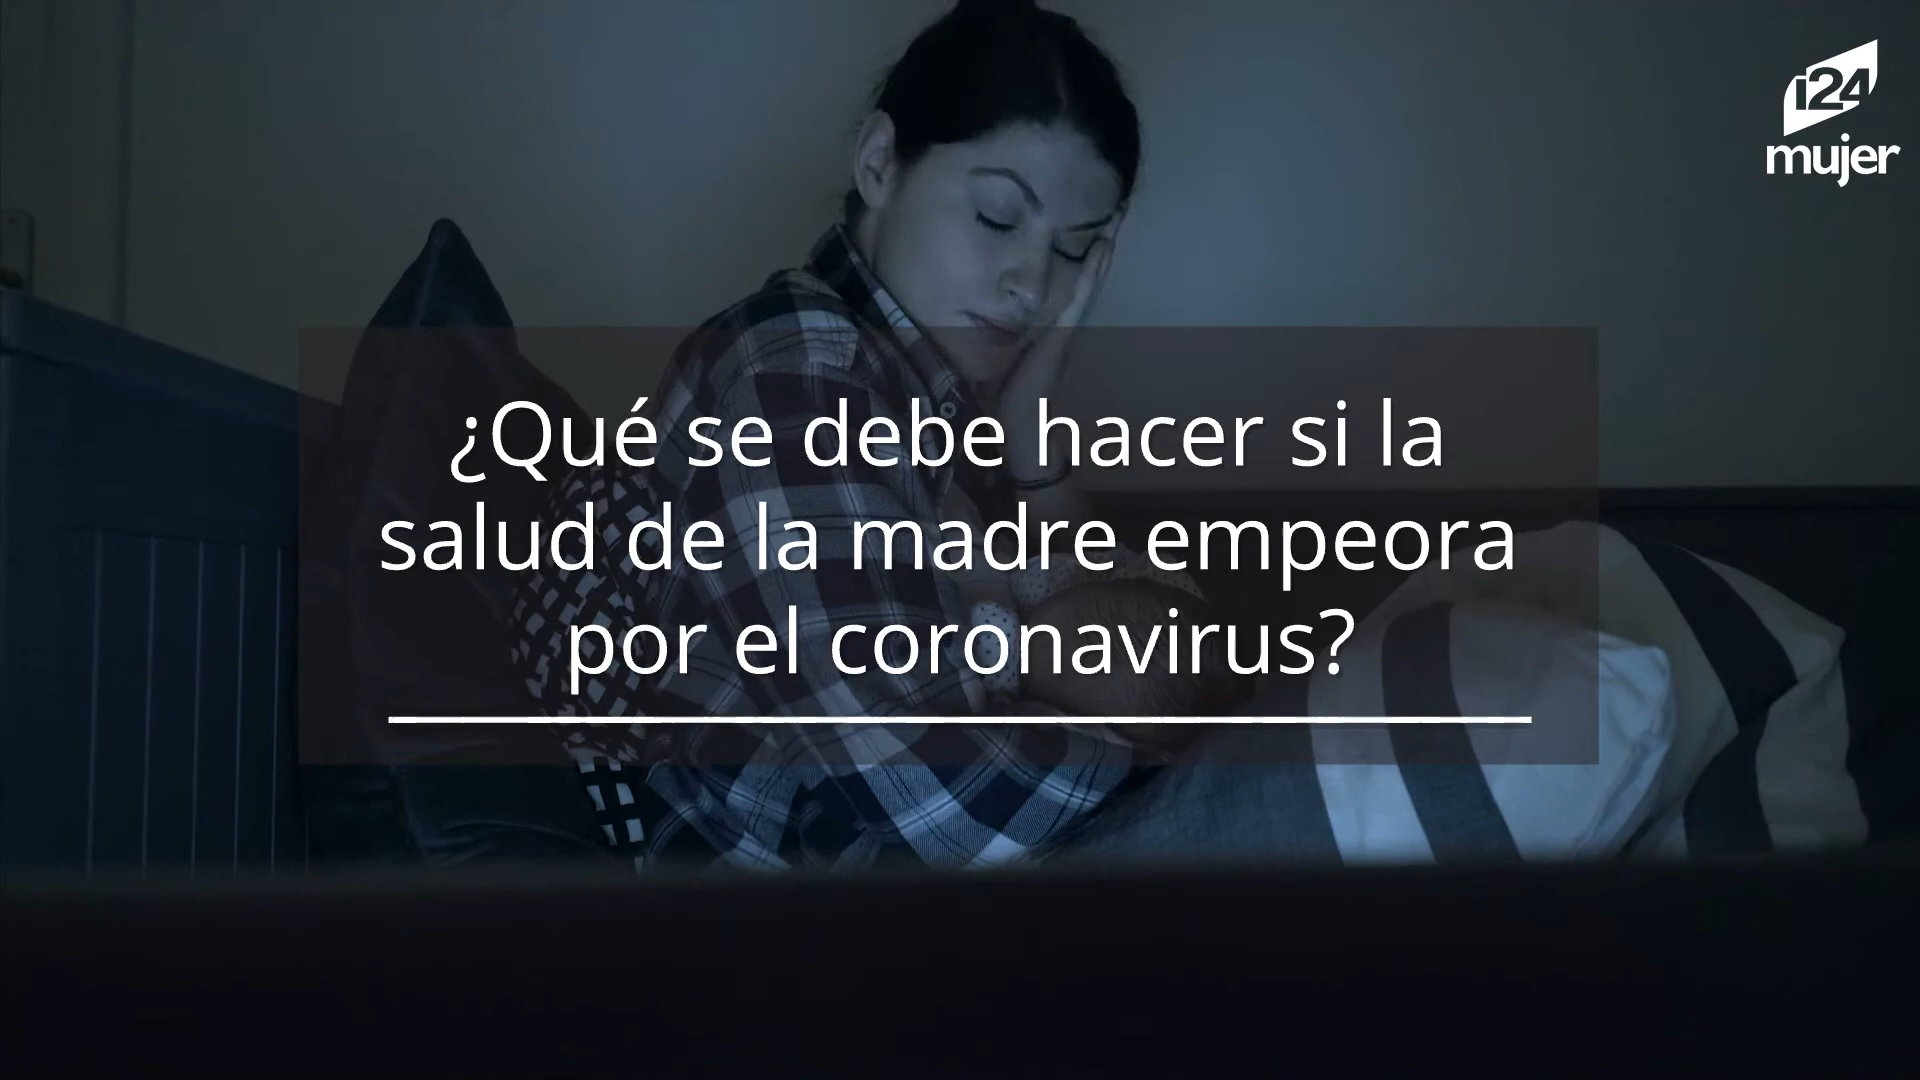 i24
mujer
¿Qué se debe hacer si la
salud de la madre empeora
por el coronavirus?